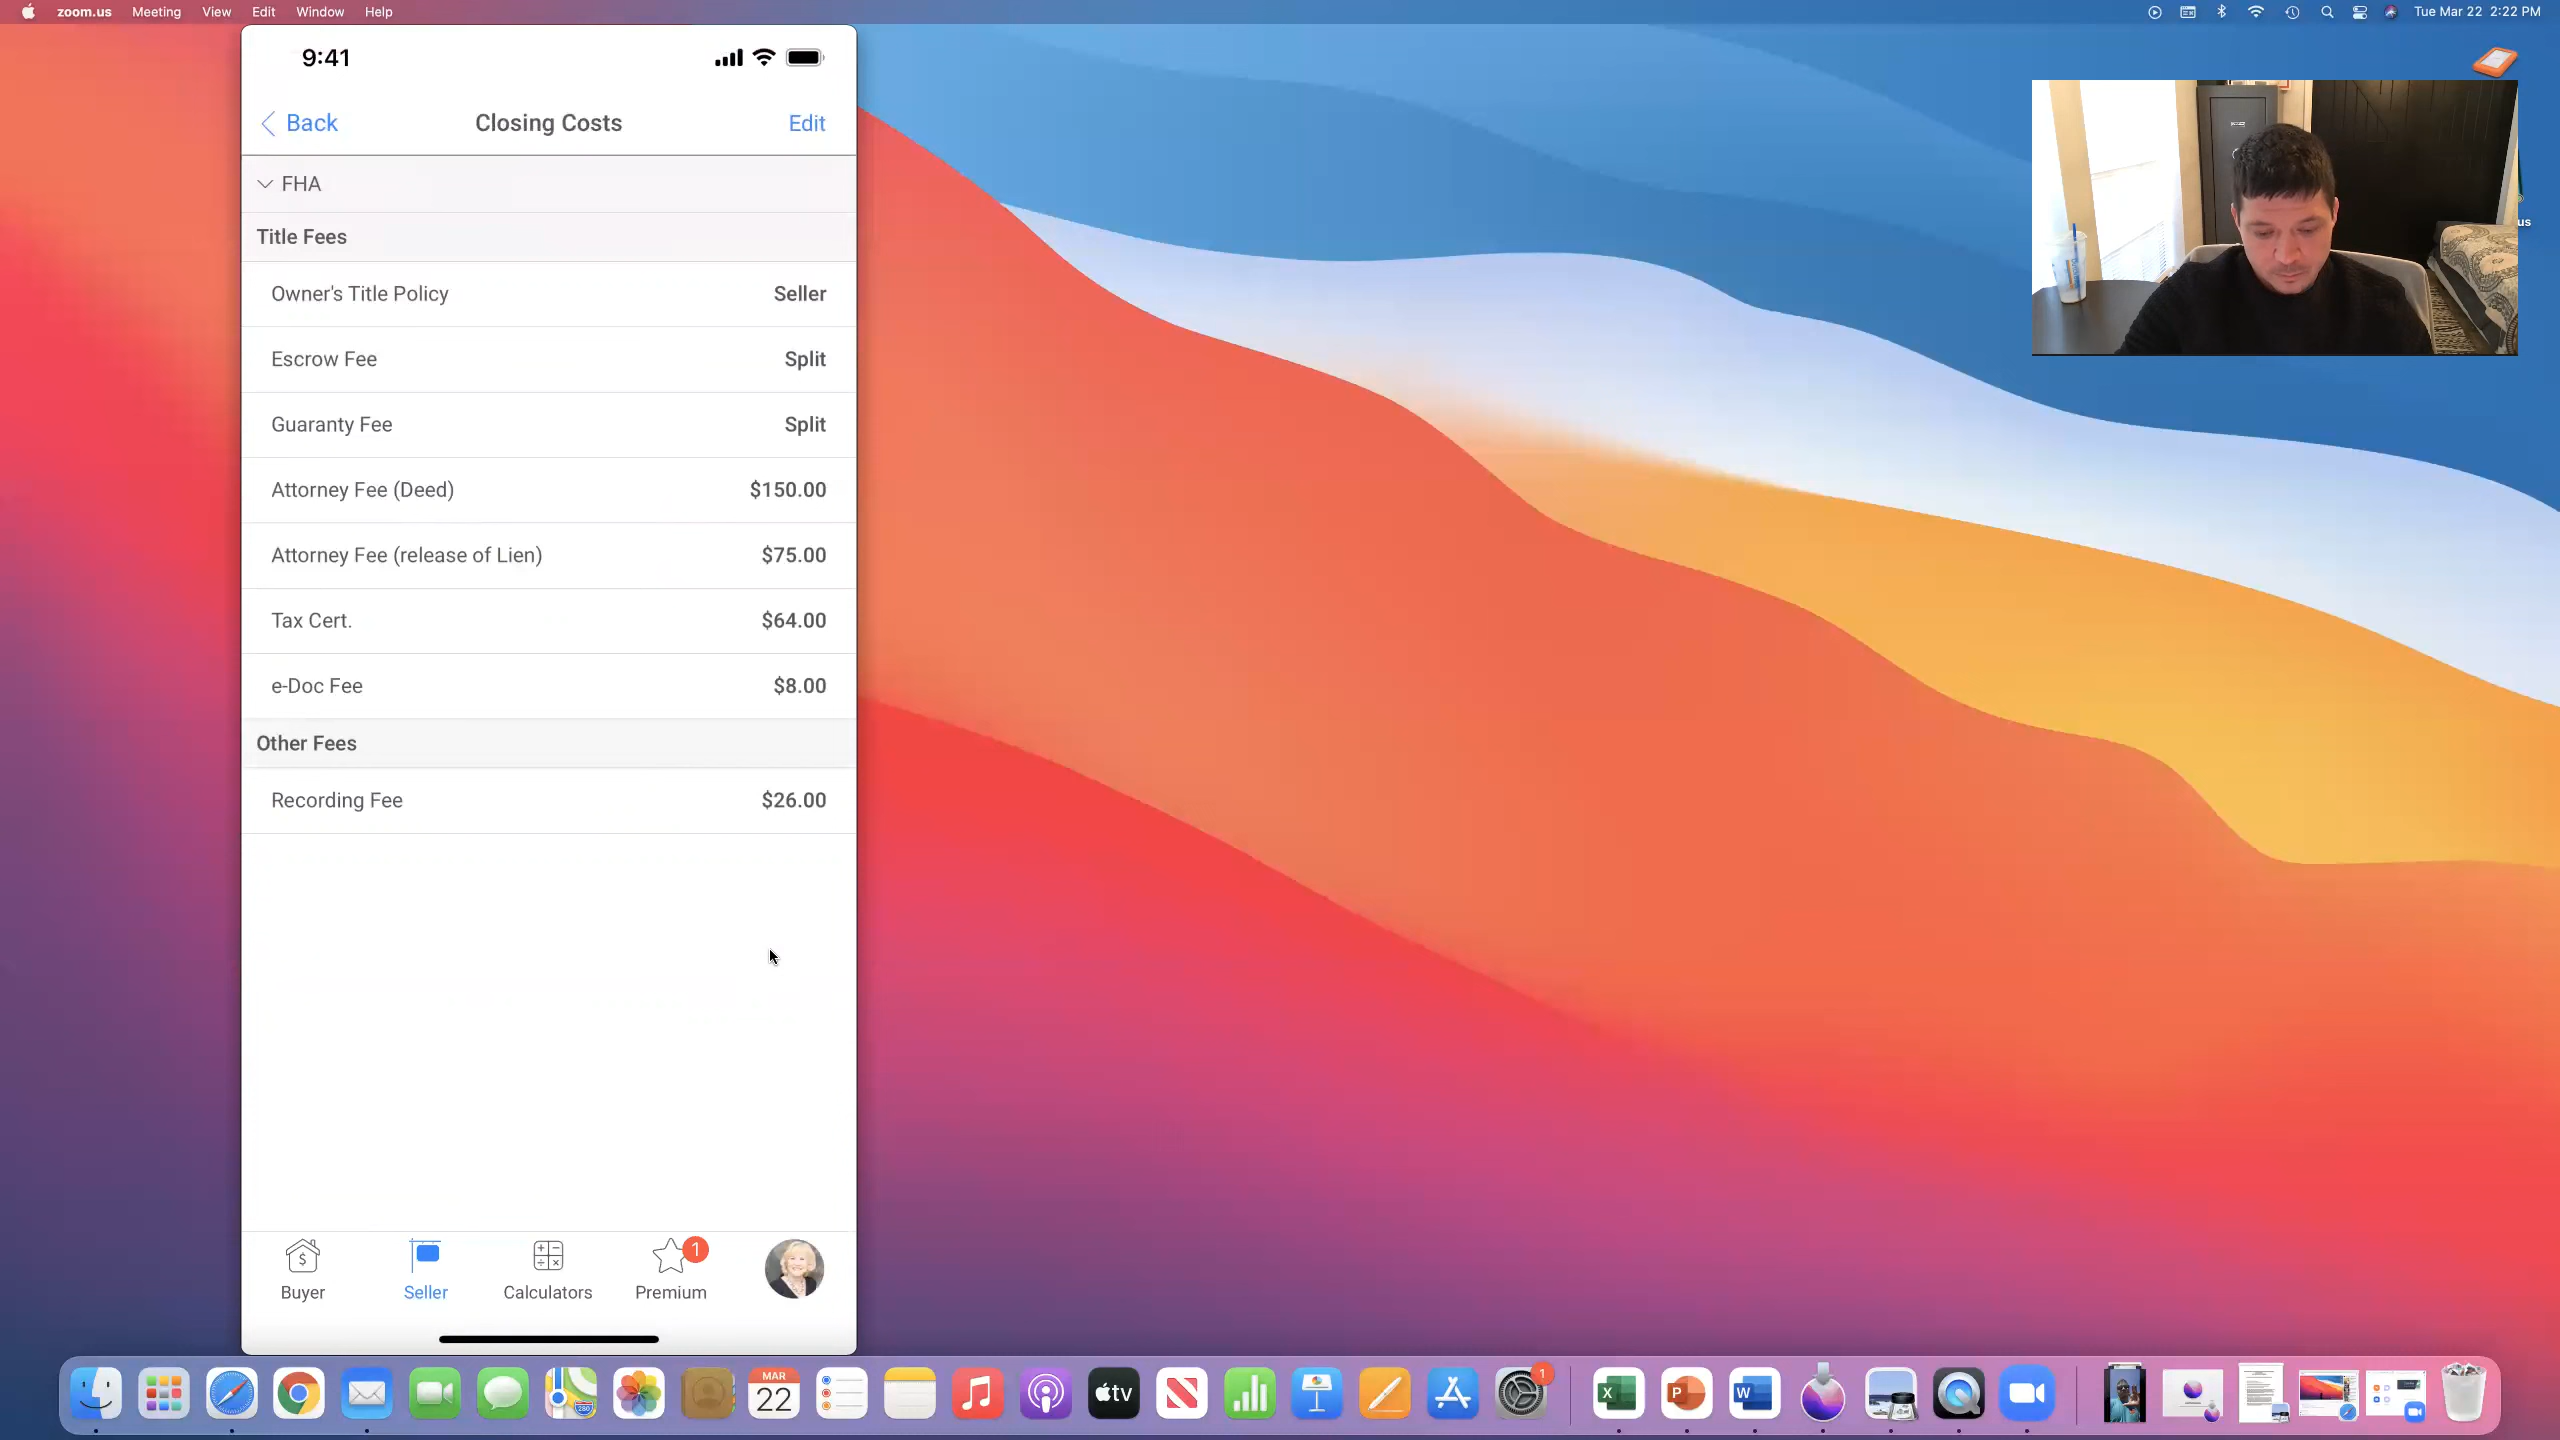 zoom.us Meeting View Edit Window Help
Tue Mar 22 2:22 PM
9:41
Back Closing Costs Edit
FHA
Title Fees
Owner's Title Policy Seller
Escrow Fee Split
Guaranty Fee Split
Attorney Fee (Deed) $150.00
Attorney Fee (release of Lien) $75.00
Tax Cert. $64.00
e-Doc Fee $8.00
Other Fees
Recording Fee $26.00
1
Buyer Seller Calculators Premium
us
MAR
22
280
tv
1
X
P
W